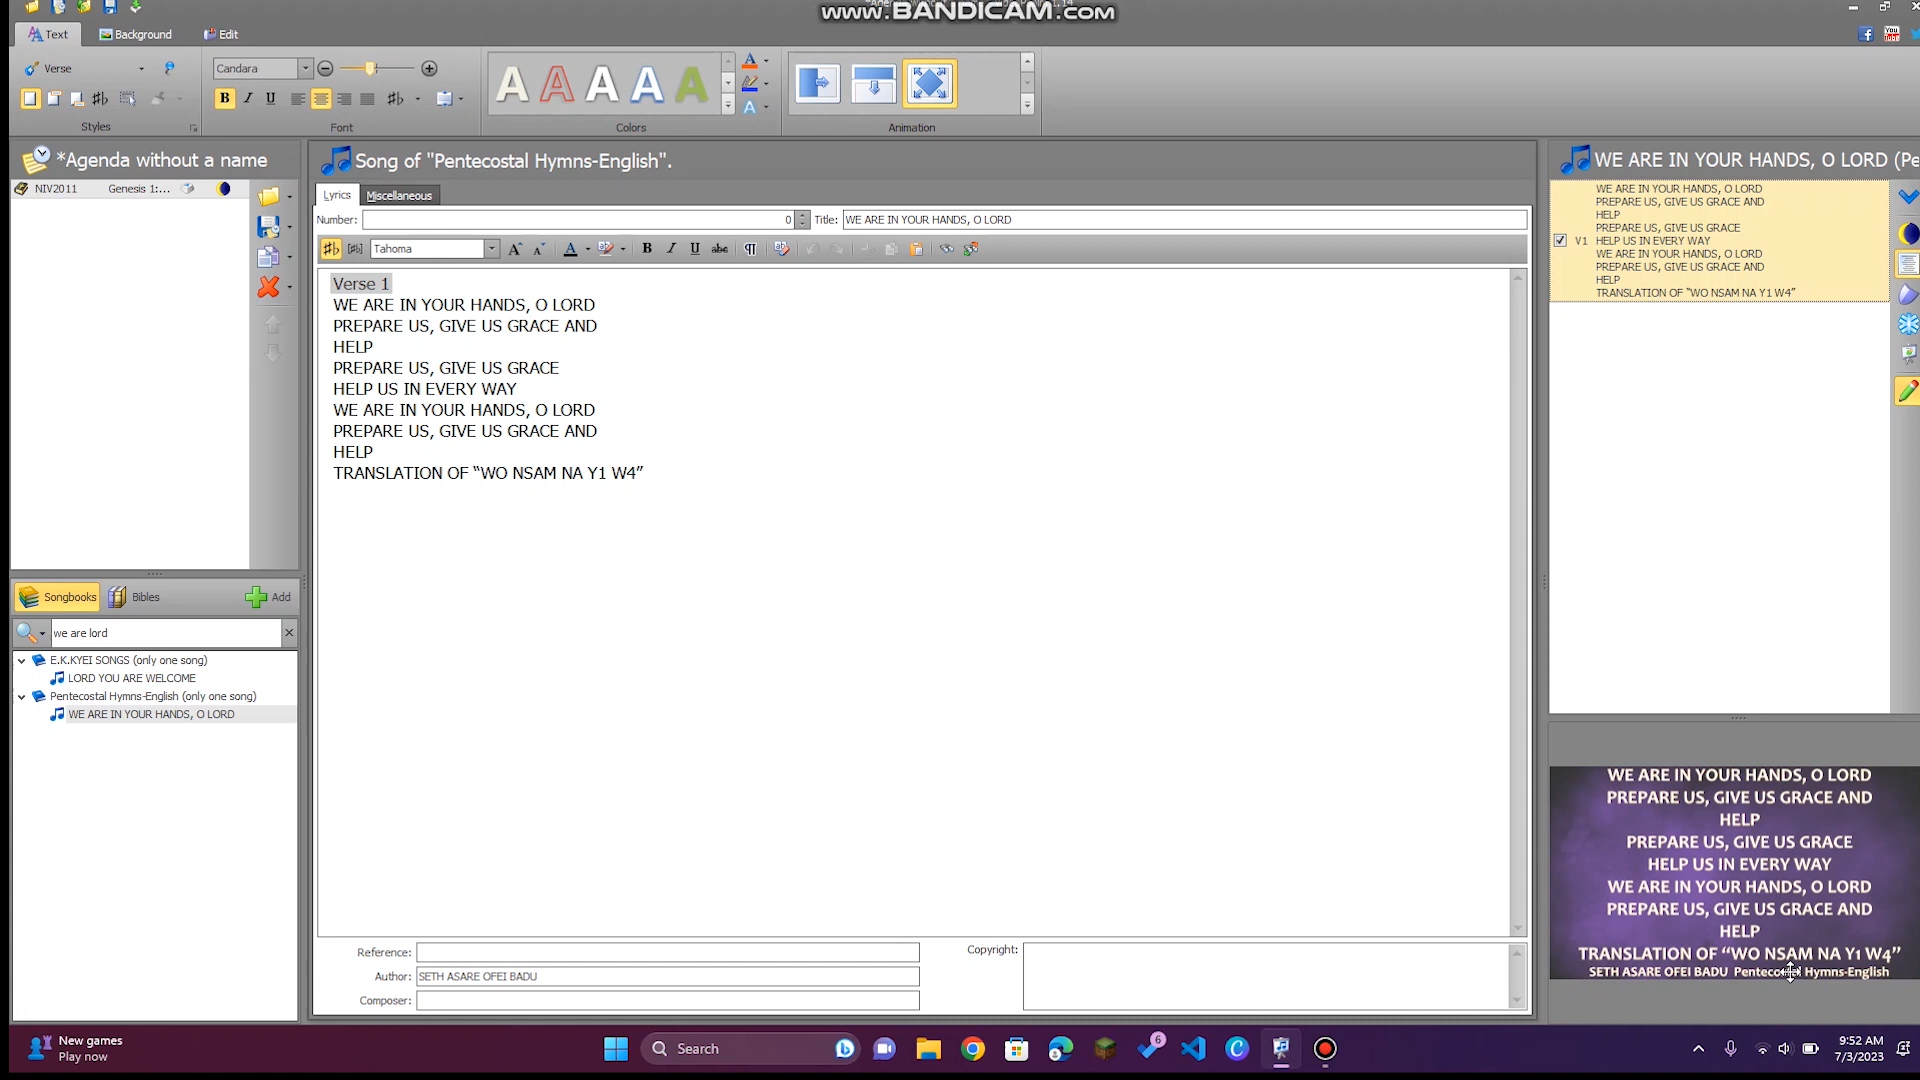 www.BANDICAM.com
Text
Background
Edit
Verse
Candara
B I U
Styles
Font
A A A A A
Colors
Animation
*Agenda without a name
NIV2011 Genesis 1:...
Song of "Pentecostal Hymns-English".
Lyrics
Miscellaneous
Number: 0
Title: WE ARE IN YOUR HANDS, O LORD
Tahoma
B I U abc
Verse 1
WE ARE IN YOUR HANDS, O LORD
PREPARE US, GIVE US GRACE AND
HELP
PREPARE US, GIVE US GRACE
HELP US IN EVERY WAY
WE ARE IN YOUR HANDS, O LORD
PREPARE US, GIVE US GRACE AND
HELP
TRANSLATION OF “WO NSAM NA Y1 W4”
Reference:
Author: SETH ASARE OFEI BADU
Composer:
Copyright:
Songbooks
Bibles
Add
we are lord
E.K.KYEI SONGS (only one song)
LORD YOU ARE WELCOME
Pentecostal Hymns-English (only one song)
WE ARE IN YOUR HANDS, O LORD
WE ARE IN YOUR HANDS, O LORD (Pe
V1
WE ARE IN YOUR HANDS, O LORD
PREPARE US, GIVE US GRACE AND
HELP
PREPARE US, GIVE US GRACE
HELP US IN EVERY WAY
WE ARE IN YOUR HANDS, O LORD
PREPARE US, GIVE US GRACE AND
HELP
TRANSLATION OF “WO NSAM NA Y1 W4”
WE ARE IN YOUR HANDS, O LORD
PREPARE US, GIVE US GRACE AND
HELP
PREPARE US, GIVE US GRACE
HELP US IN EVERY WAY
WE ARE IN YOUR HANDS, O LORD
PREPARE US, GIVE US GRACE AND
HELP
TRANSLATION OF “WO NSAM NA Y1 W4”
SETH ASARE OFEI BADU Pentecostal Hymns-English
New games
Play now
Search
6
9:52 AM
7/3/2023